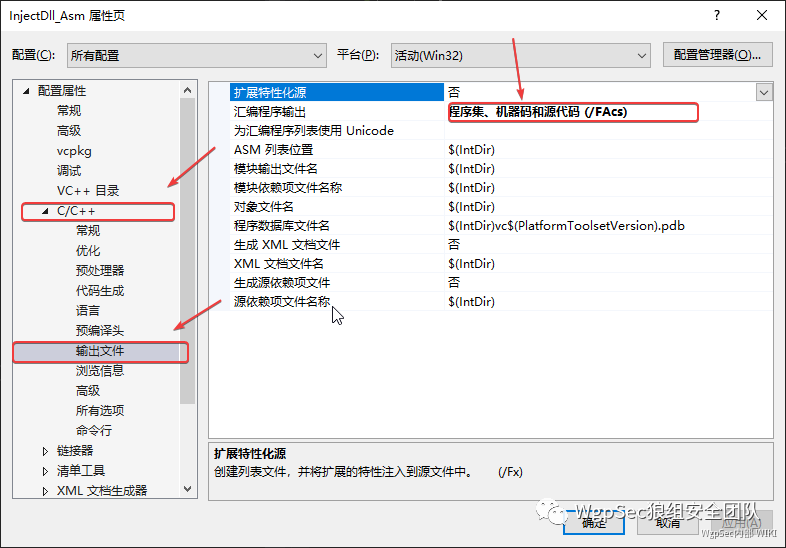 InjectDll_Asm 属性页
配置(C): 所有配置 平台(P): 活动(Win32) 配置管理器(O)...
配置属性
常规
高级
vcpkg
调试
VC++ 目录
C/C++
常规
优化
预处理器
代码生成
语言
预编译头
输出文件
浏览信息
高级
所有选项
命令行
链接器
清单工具
XML 文档生成器
扩展特性化源 否
汇编程序输出 程序集、机器码和源代码 (/FAcs)
为汇编程序列表使用 Unicode
ASM 列表位置 $(IntDir)
模块输出文件名 $(IntDir)
模块依赖项文件名称 $(IntDir)
对象文件名 $(IntDir)
程序数据库文件名 $(IntDir)vc$(PlatformToolsetVersion).pdb
生成 XML 文档文件 否
XML 文档文件名 $(IntDir)
生成源依赖项文件 否
源依赖项文件名称 $(IntDir)
扩展特性化源
创建列表文件，并将扩展的特性注入到源文件中。 (/Fx)
WgpSec狼组安全团队
确定 取消 应用(A)
WgpSec内部 WIKI